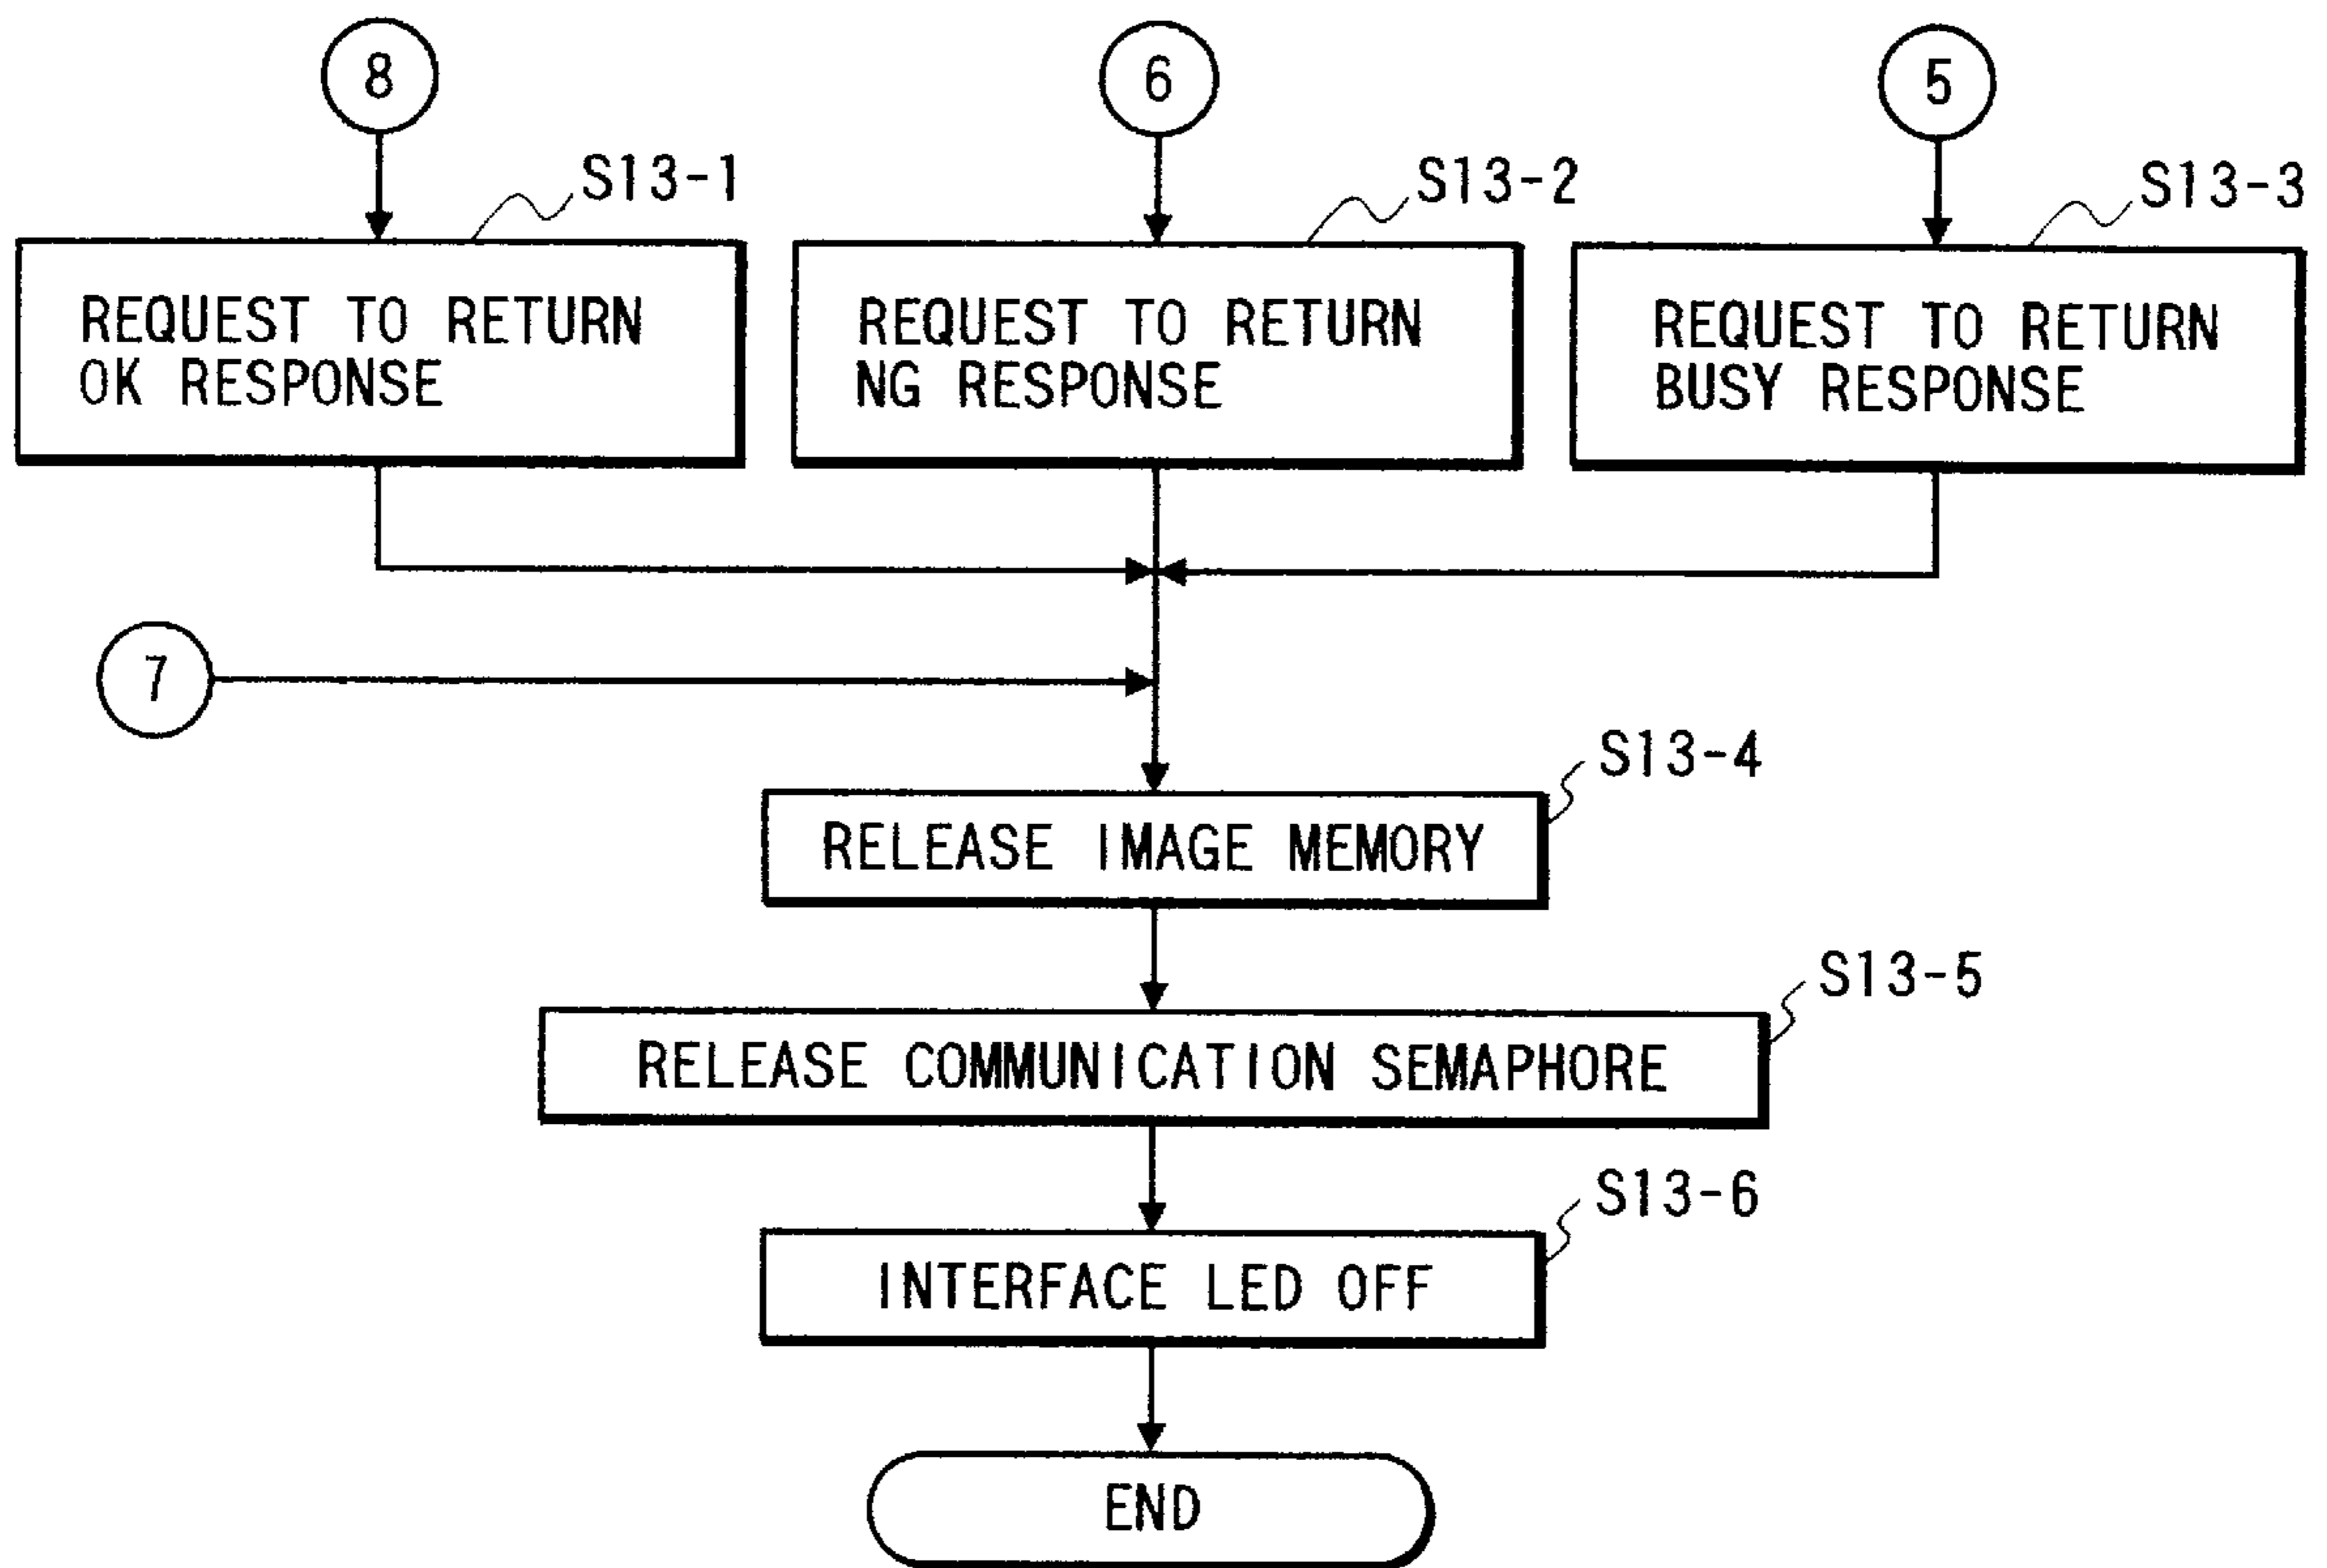 8
6
5
S13-1
S13-2
S13-3
REQUEST TO RETURN
OK RESPONSE
REQUEST TO RETURN
NG RESPONSE
REQUEST TO RETURN
BUSY RESPONSE
7
S13-4
RELEASE IMAGE MEMORY
S13-5
RELEASE COMMUNICATION SEMAPHORE
S13-6
INTERFACE LED OFF
END